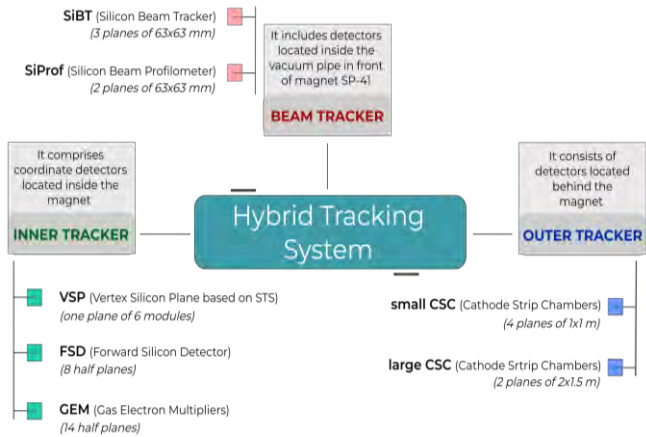 SiBT (Silicon Beam Tracker)
(3 planes of 63x63 mm)
SiProf (Silicon Beam Profilometer)
(2 planes of 63x63 mm)
It includes detectors
located inside the
vacuum pipe in front
of magnet SP-41
BEAM TRACKER
It comprises
coordinate detectors
located inside the
magnet
INNER TRACKER
Hybrid Tracking
System
It consists of
detectors located
behind the
magnet
OUTER TRACKER
VSP (Vertex Silicon Plane based on STS)
(one plane of 6 modules)
FSD (Forward Silicon Detector)
(8 half planes)
GEM (Gas Electron Multipliers)
(14 half planes)
small CSC (Cathode Strip Chambers)
(4 planes of 1x1 m)
large CSC (Cathode Srtrip Chambers)
(2 planes of 2x1.5 m)